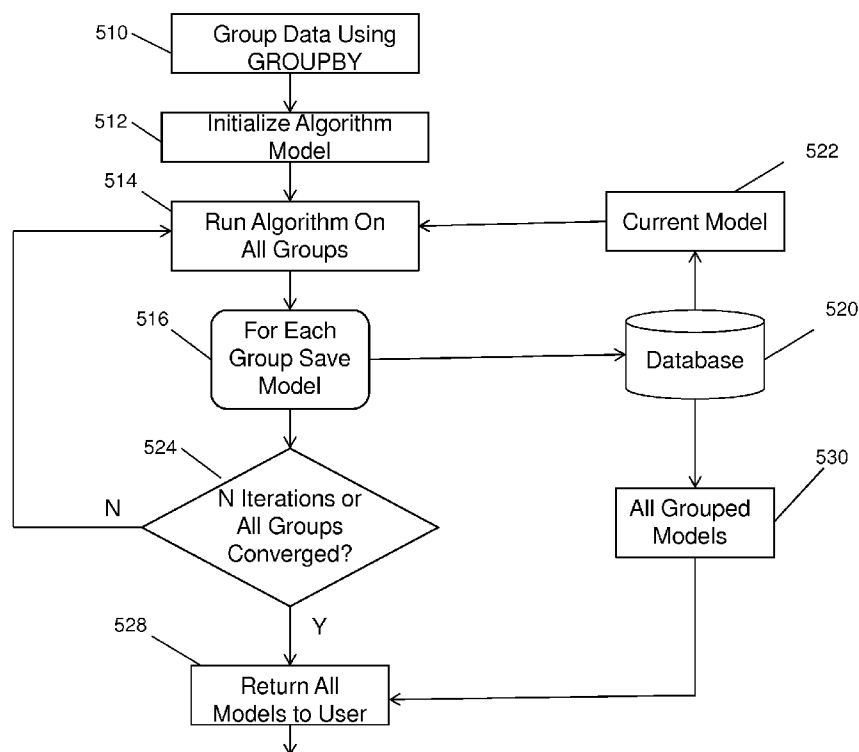 510
Group Data Using
GROUPBY
512
Initialize Algorithm
Model
522
514
Run Algorithm On
All Groups
Current Model
516
For Each
Group Save
Model
520
Database
524
N Iterations or
All Groups
Converged?
N
530
All Grouped
Models
Y
528
Return All
Models to User